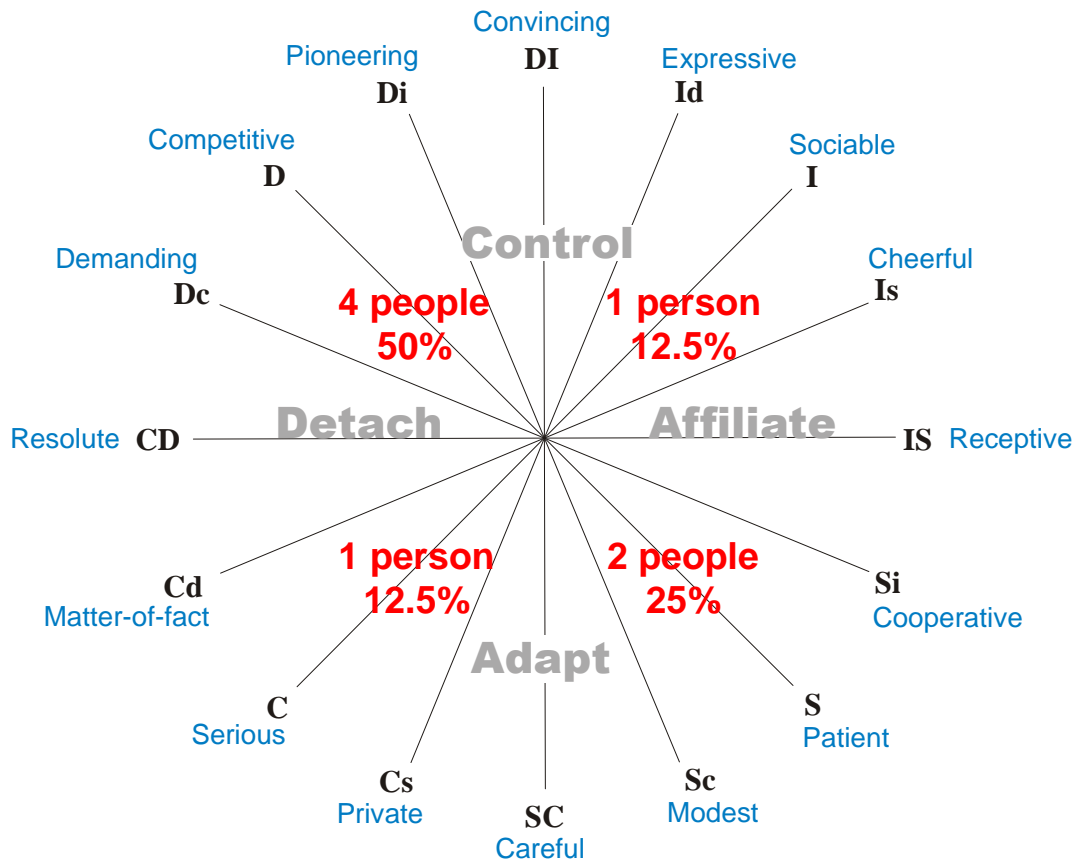 Convincing
DI
Pioneering
Di
Expressive
Id
Competitive
D
Sociable
I
Control
Demanding
Dc
Cheerful
Is
4 people
50%
1 person
12.5%
Detach
Affiliate
Resolute CD
IS Receptive
1 person
12.5%
2 people
25%
Cd
Matter-of-fact
Si
Cooperative
Adapt
C
Serious
S
Patient
Cs
Private
Sc
Modest
SC
Careful